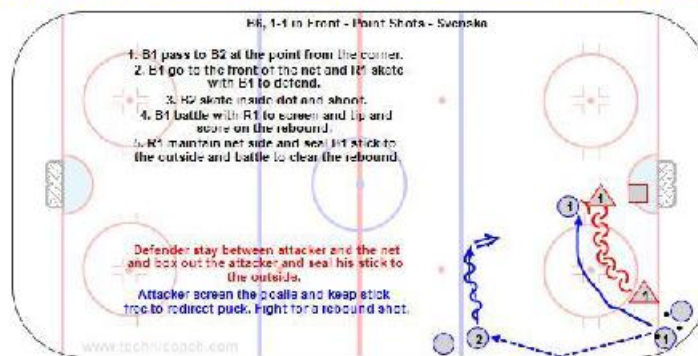 B6, 1-1 in Front - Point Shots - Svenska
1. B1 pass to B2 at the point from the corner.
2. B1 go to the front of the net and R1 skate
with B1 to defend.
3. B2 skate inside dot and shoot.
4. B1 battle with R1 to screen and tip and
score on the rebound.
5. R1 maintain net side and seal B1 stick to
the outside and battle to clear the rebound.
1
1
1
Defender stay between attacker and the net
and box out the attacker and seal his stick to
the outside.
Attacker screen the goalie and keep stick
free to redirect puck. Fight for a rebound shot.
2
1